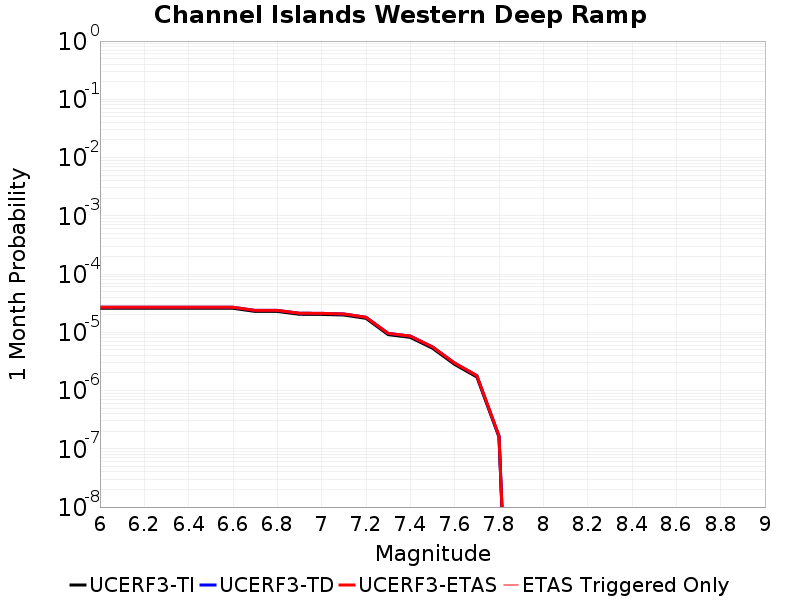 Channel Islands Western Deep Ramp
1 Month Probability
10^0
10^-1
10^-2
10^-3
10^-4
10^-5
10^-6
10^-7
10^-8
6 6.2 6.4 6.6 6.8 7 7.2 7.4 7.6 7.8 8 8.2 8.4 8.6 8.8 9
Magnitude
UCERF3-TI UCERF3-TD UCERF3-ETAS ETAS Triggered Only